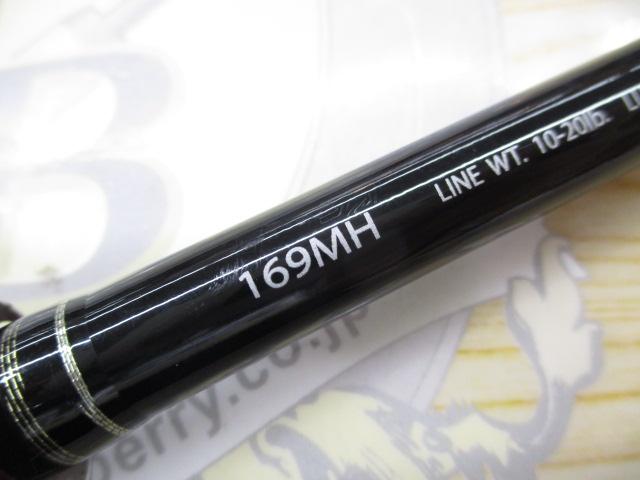 169MH
LINE WT. 10-20lb.
berry.co.jp